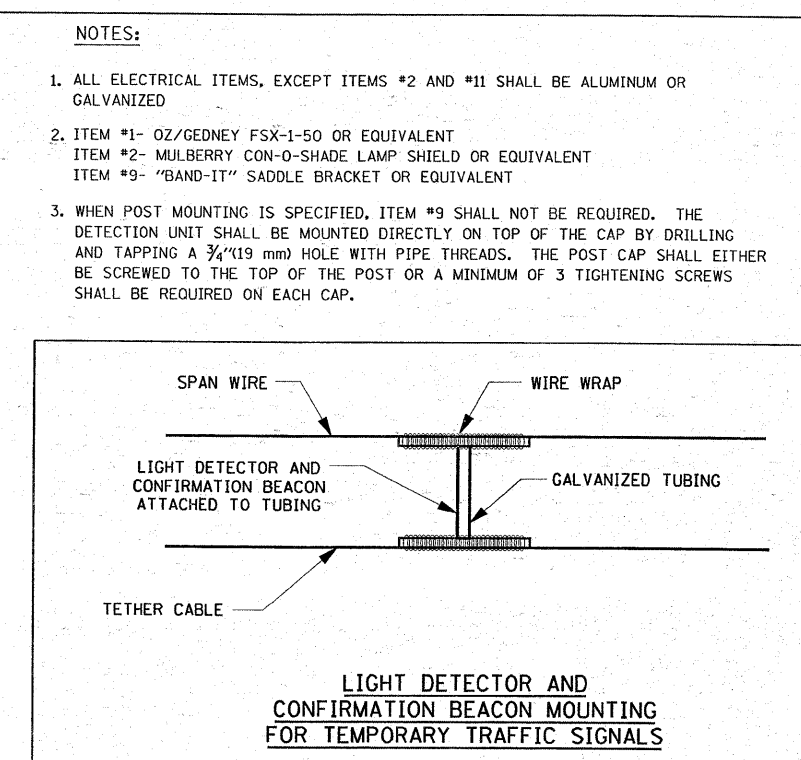 NOTES:
1. ALL ELECTRICAL ITEMS, EXCEPT ITEMS #2 AND #11 SHALL BE ALUMINUM OR
GALVANIZED
2. ITEM #1- OZ/GEDNEY FSX-1-50 OR EQUIVALENT
ITEM #2- MULBERRY CON-O-SHADE LAMP SHIELD OR EQUIVALENT
ITEM #9- "BAND-IT" SADDLE BRACKET OR EQUIVALENT
3. WHEN POST MOUNTING IS SPECIFIED, ITEM #9 SHALL NOT BE REQUIRED. THE
DETECTION UNIT SHALL BE MOUNTED DIRECTLY ON TOP OF THE CAP BY DRILLING
AND TAPPING A 3/4"(19 mm) HOLE WITH PIPE THREADS. THE POST CAP SHALL EITHER
BE SCREWED TO THE TOP OF THE POST OR A MINIMUM OF 3 TIGHTENING SCREWS
SHALL BE REQUIRED ON EACH CAP.
SPAN WIRE
WIRE WRAP
LIGHT DETECTOR AND
CONFIRMATION BEACON
ATTACHED TO TUBING
GALVANIZED TUBING
TETHER CABLE
LIGHT DETECTOR AND
CONFIRMATION BEACON MOUNTING
FOR TEMPORARY TRAFFIC SIGNALS